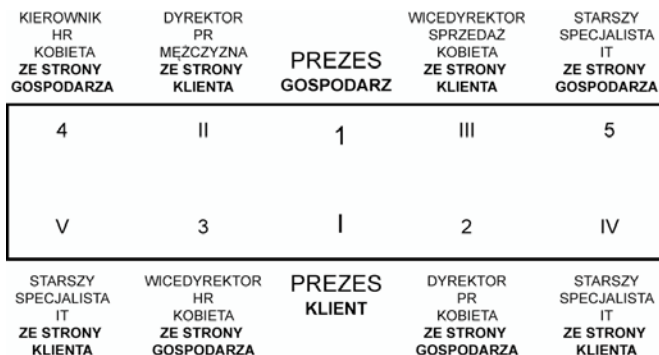 KIEROWNIK
HR
KOBIETA
ZE STRONY
GOSPODARZA
DYREKTOR
PR
MĘŻCZYZNA
ZE STRONY
KLIENTA
PREZES
GOSPODARZ
WICEDYREKTOR
SPRZEDAŻ
KOBIETA
ZE STRONY
KLIENTA
STARSZY
SPECJALISTA
IT
ZE STRONY
GOSPODARZA
4 II 1 III 5
V 3 I 2 IV
STARSZY
SPECJALISTA
IT
ZE STRONY
KLIENTA
WICEDYREKTOR
HR
KOBIETA
ZE STRONY
GOSPODARZA
PREZES
KLIENT
DYREKTOR
PR
KOBIETA
ZE STRONY
GOSPODARZA
STARSZY
SPECJALISTA
IT
ZE STRONY
KLIENTA